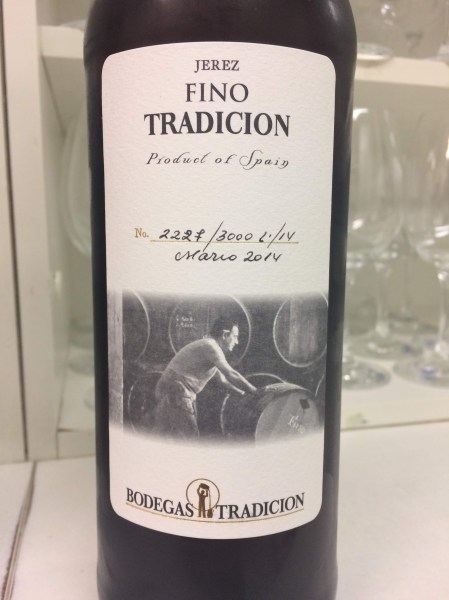 JEREZ
FINO
TRADICION
Product of Spain
No. 2227/3000 L./14
Marzo 2014
BODEGAS TRADICION